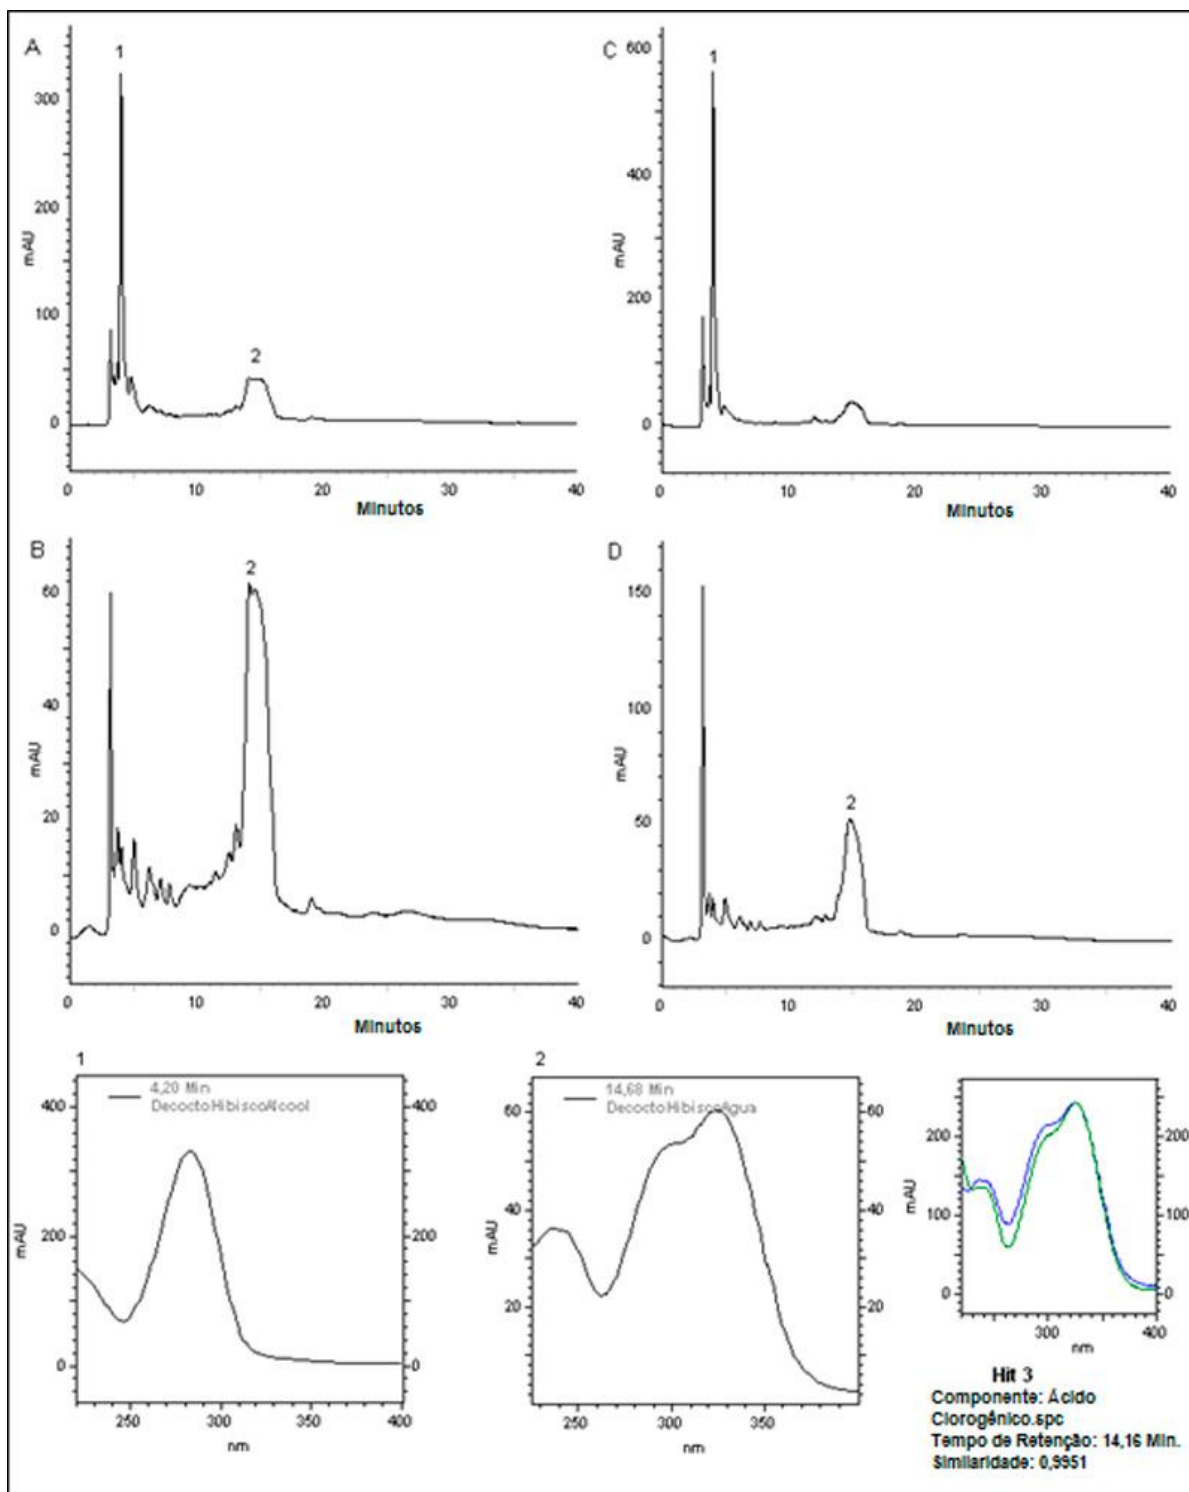 A
1
300
200
100
0
mAU
2
0 10 20 30 40
Minutos
C
600
400
200
0
mAU
1
0 10 20 30 40
Minutos
B
60
40
20
0
mAU
2
0 10 20 30 40
Minutos
D
150
100
50
0
mAU
2
0 10 20 30 40
Minutos
1
4,20 Min
DecoctoHibiscoAlcool
400 400
200 200
0 0
mAU
250 300 350 400
nm
2
14,68 Min
DecoctoHibiscoAgua
60 60
40 40
20 20
mAU mAU
250 300 350
nm
200 200
100 100
0 0
mAU mAU
300 400
nm
Hit 3
Componente: Ácido
Clorogênico.spc
Tempo de Retenção: 14,16 Min.
Similaridade: 0,9951